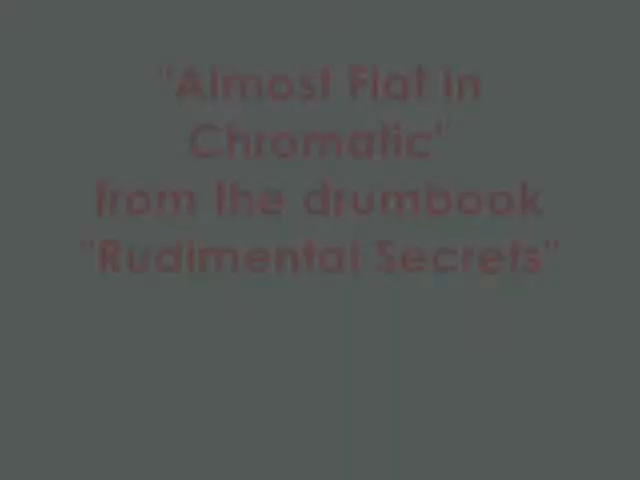 "Almost Flat in
Chromatic"
from the drumbook
"Rudimental Secrets"